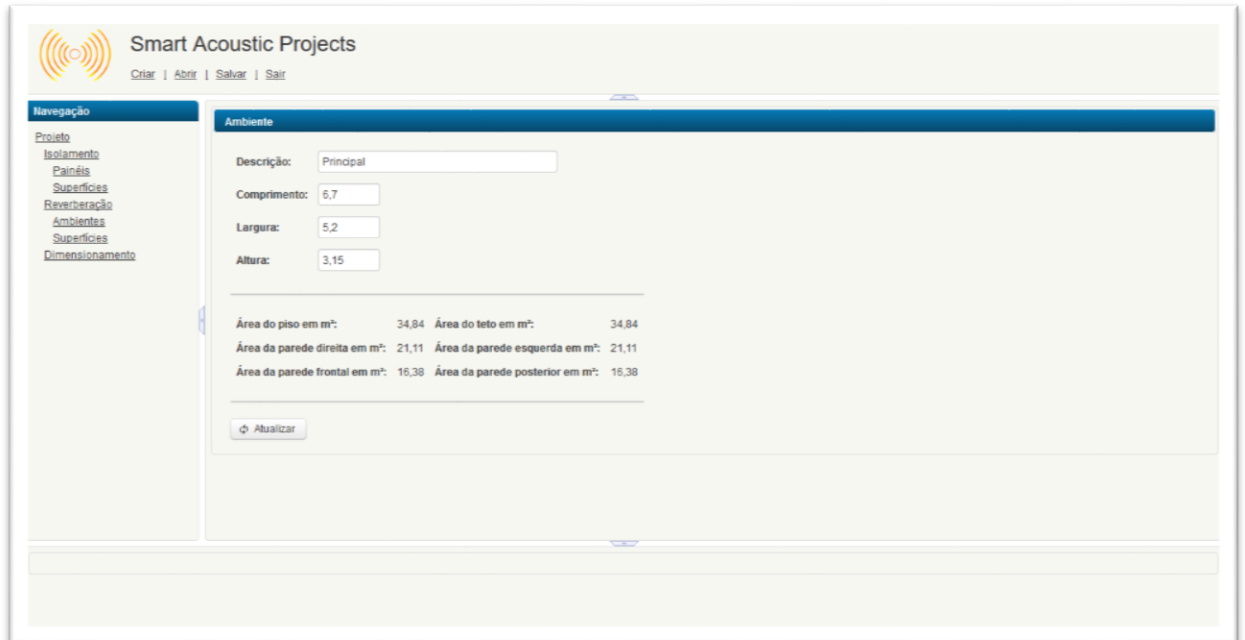 Smart Acoustic Projects
Criar | Abrir | Salvar | Sair
Navegação
Projeto
Isolamento
Painéis
Superfícies
Reverberação
Ambientes
Superfícies
Dimensionamento
Ambiente
Descrição: Principal
Comprimento: 6,7
Largura: 5,2
Altura: 3,15
Área do piso em m²: 34,84 Área do teto em m²: 34,84
Área da parede direita em m²: 21,11 Área da parede esquerda em m²: 21,11
Área da parede frontal em m²: 16,38 Área da parede posterior em m²: 16,38
Atualizar